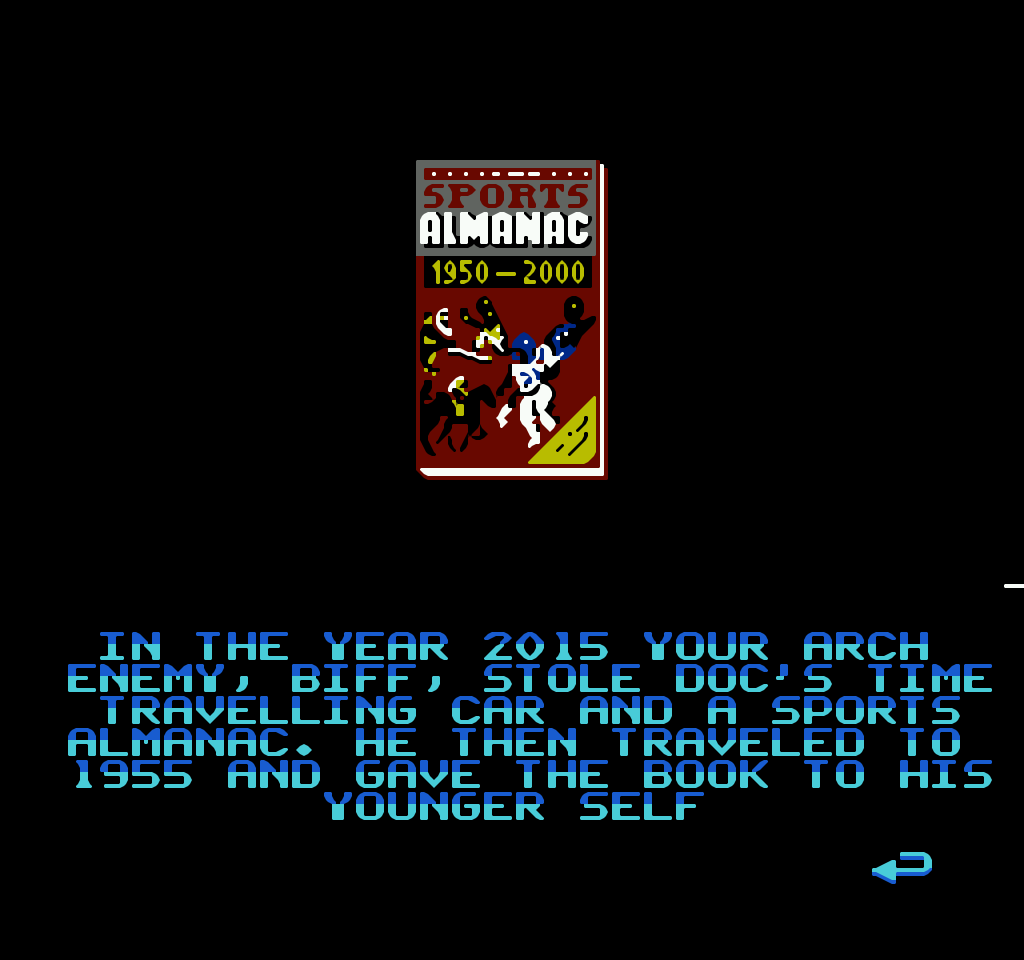 SPORTS
ALMANAC
1950-2000
IN THE YEAR 2015 YOUR ARCH
ENEMY, BIFF, STOLE DOC'S TIME
TRAVELLING CAR AND A SPORTS
ALMANAC. HE THEN TRAVELED TO
1955 AND GAVE THE BOOK TO HIS
YOUNGER SELF